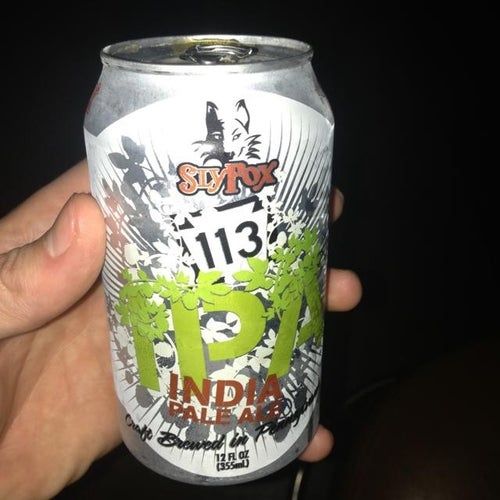 SLYFOX
113
IPA
INDIA
PALE ALE
Craft Brewed in
12 FL OZ
(355mL)